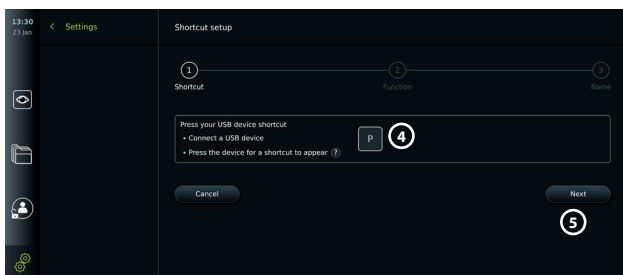 13:30
23 Jan
< Settings
Shortcut setup
1
2
3
Shortcut
Function
Name
Press your USB device shortcut
• Connect a USB device
• Press the device for a shortcut to appear ?
P
4
Cancel
Next
5